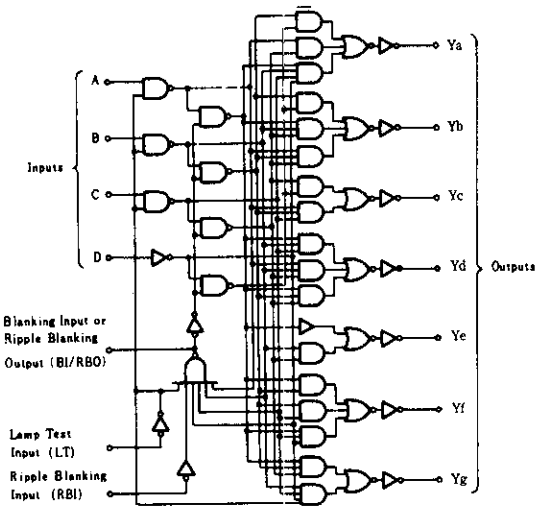 A
Ya
B
Yb
Inputs
C
Yc
D
Yd
Outputs
Blanking Input or
Ripple Blanking
Output (BI/RBO)
Ye
Lamp Test
Input (LT)
Yf
Ripple Blanking
Input (RBI)
Yg